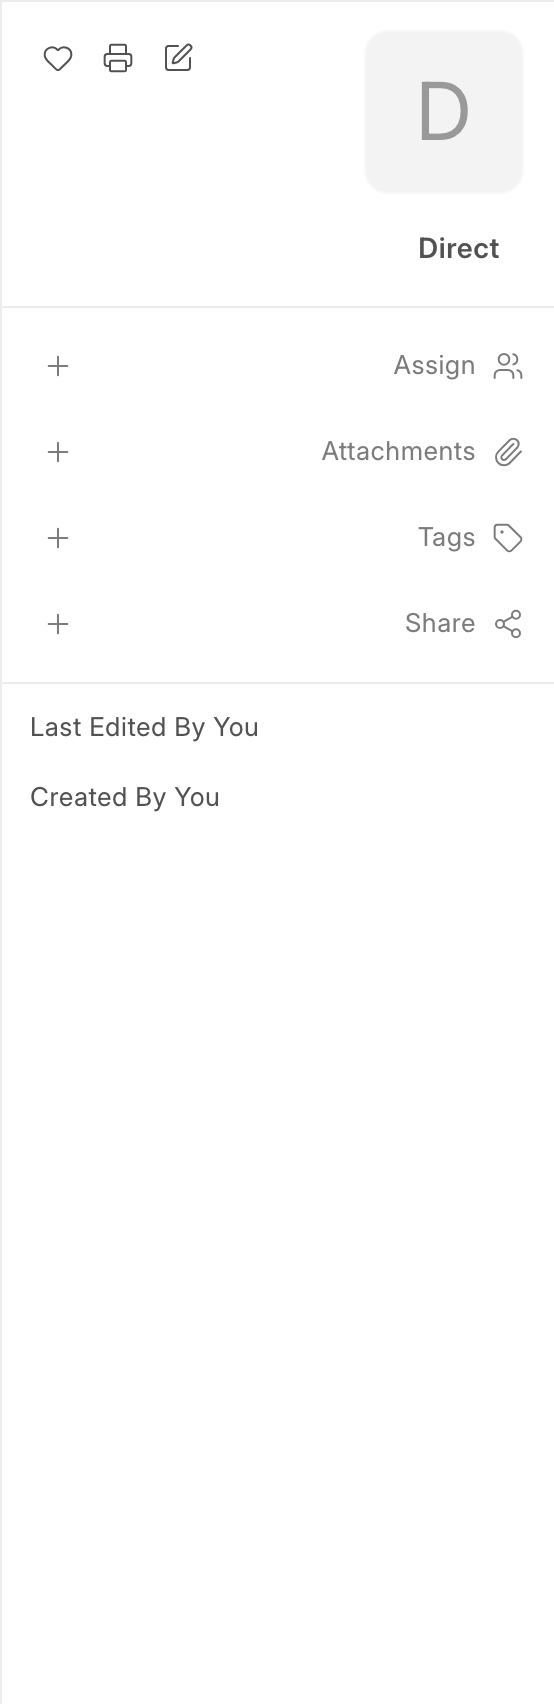 D
Direct
Assign
Attachments
Tags
Share
Last Edited By You
Created By You